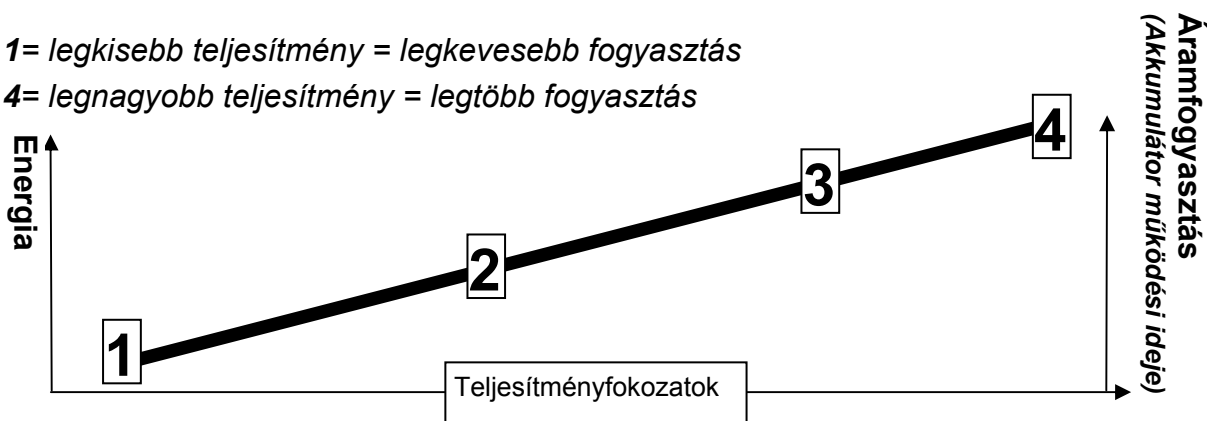 1= legkisebb teljesítmény = legkevesebb fogyasztás
4= legnagyobb teljesítmény = legtöbb fogyasztás
Energia
1
2
3
4
Teljesítményfokozatok
Áramfogyasztás
(Akkumulátor működési ideje)